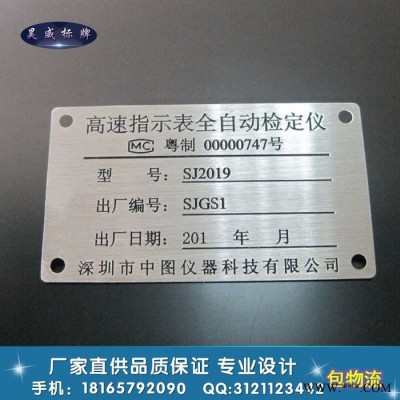 昊威标牌
高速指示表全自动检定仪
MC 粤制 00000747号
型 号: SJ2019
出厂编号: SJGS1
出厂日期: 201 年 月
深圳市中图仪器科技有限公司
厂家直供品质保证 专业设计
手机: 18165792090 QQ:3121123442
包物流